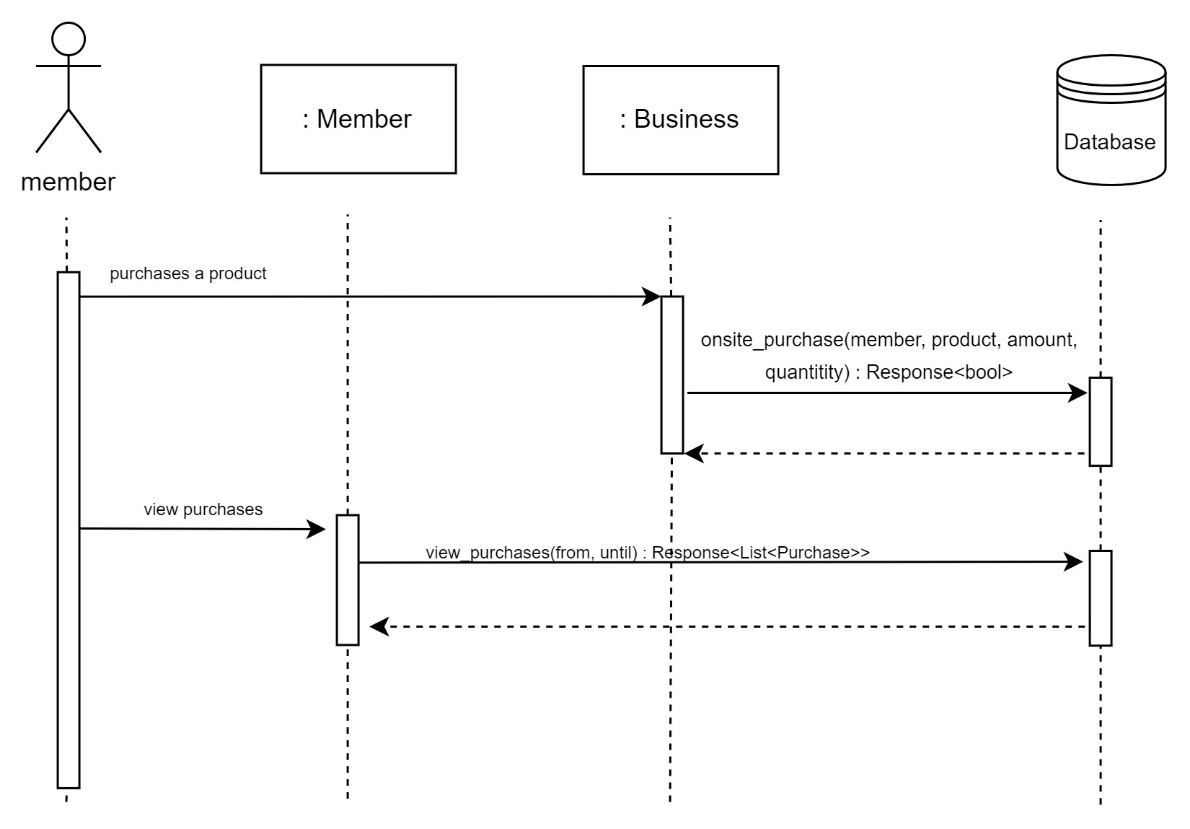 : Member
: Business
Database
member
purchases a product
onsite_purchase(member, product, amount,
quantitity) : Response<bool>
view purchases
view_purchases(from, until) : Response<List<Purchase>>